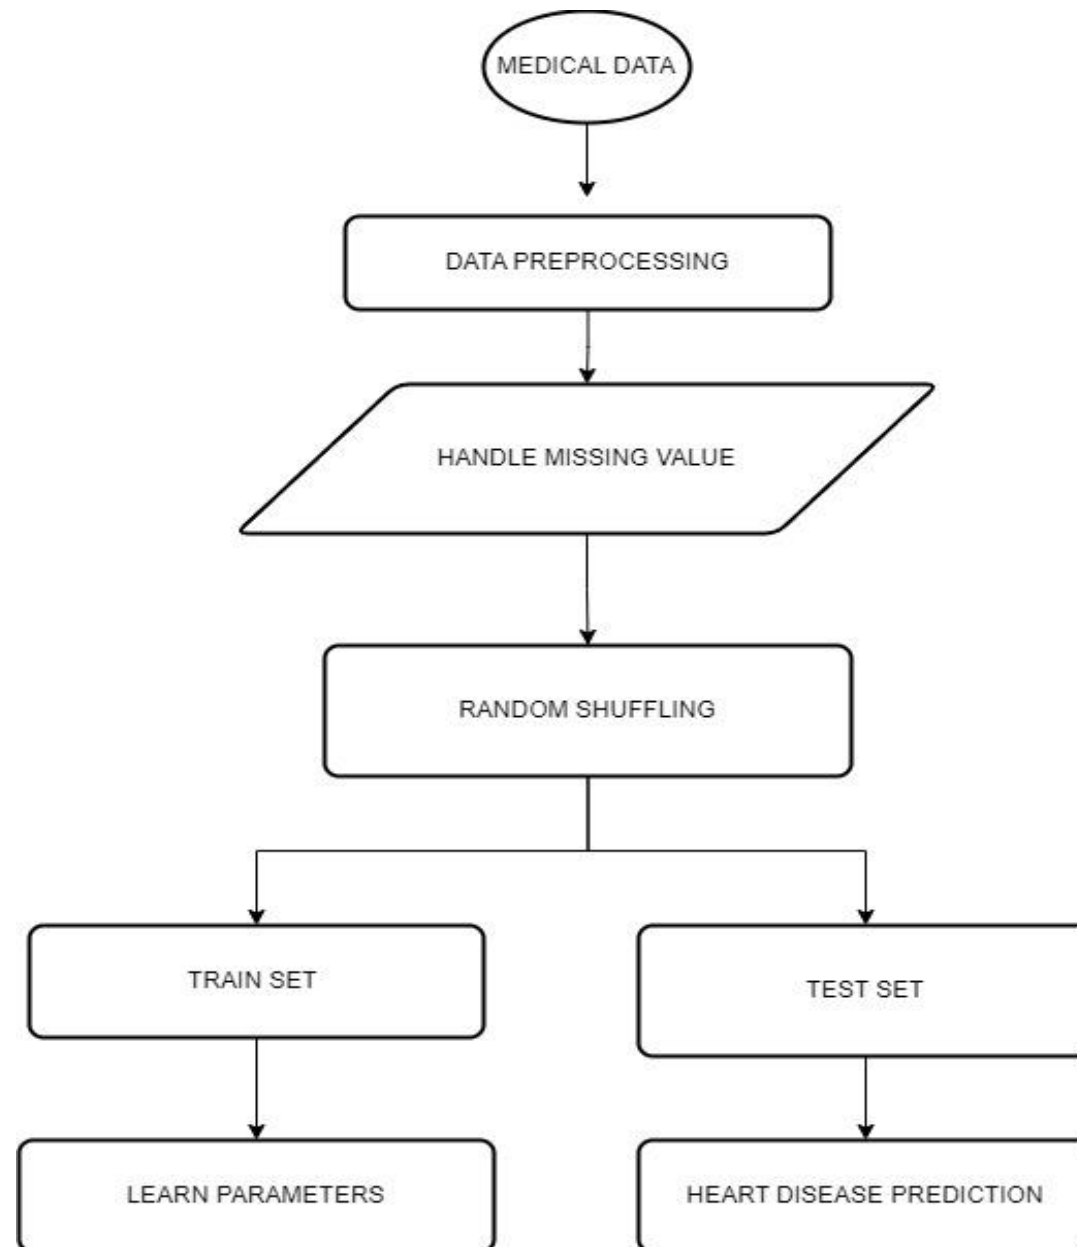 MEDICAL DATA
DATA PREPROCESSING
HANDLE MISSING VALUE
RANDOM SHUFFLING
TRAIN SET
TEST SET
LEARN PARAMETERS
HEART DISEASE PREDICTION